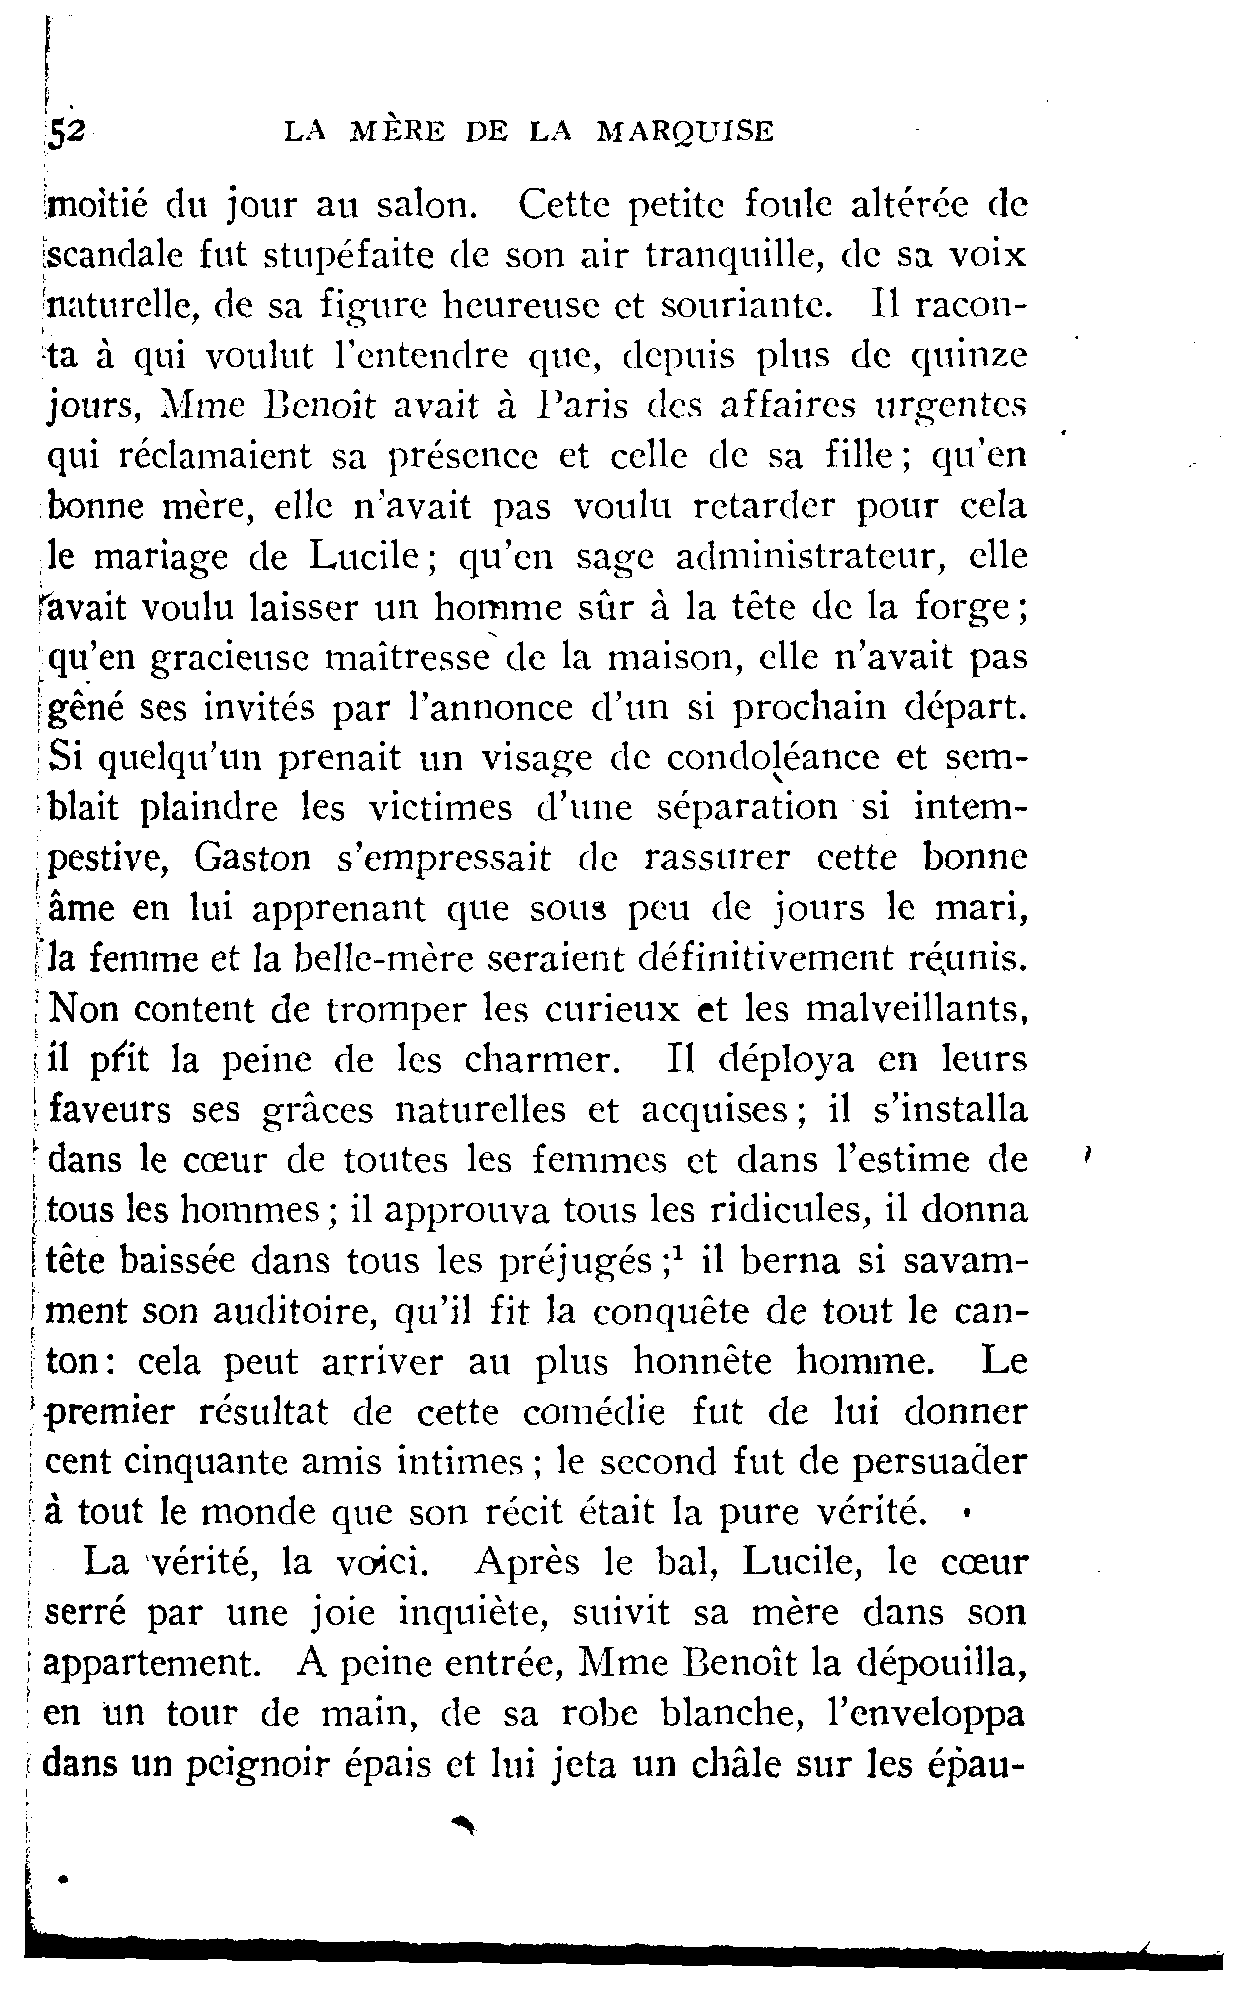 52 LA MÈRE DE LA MARQUISE
moitié du jour au salon. Cette petite foule altérée de
scandale fut stupéfaite de son air tranquille, de sa voix
naturelle, de sa figure heureuse et souriante. Il racon-
ta à qui voulut l'entendre que, depuis plus de quinze
jours, Mme Benoît avait à Paris des affaires urgentes
qui réclamaient sa présence et celle de sa fille; qu'en
bonne mère, elle n'avait pas voulu retarder pour cela
le mariage de Lucile; qu'en sage administrateur, elle
avait voulu laisser un homme sûr à la tête de la forge;
qu'en gracieuse maîtresse de la maison, elle n'avait pas
gêné ses invités par l'annonce d'un si prochain départ.
Si quelqu'un prenait un visage de condoléance et sem-
blait plaindre les victimes d'une séparation si intem-
pestive, Gaston s'empressait de rassurer cette bonne
âme en lui apprenant que sous peu de jours le mari,
la femme et la belle-mère seraient définitivement réunis.
Non content de tromper les curieux et les malveillants,
il prit la peine de les charmer. Il déploya en leurs
faveurs ses grâces naturelles et acquises; il s'installa
dans le cœur de toutes les femmes et dans l'estime de
tous les hommes; il approuva tous les ridicules, il donna
tête baissée dans tous les préjugés;¹ il berna si savam-
ment son auditoire, qu'il fit la conquête de tout le can-
ton: cela peut arriver au plus honnête homme. Le
premier résultat de cette comédie fut de lui donner
cent cinquante amis intimes; le second fut de persuader
à tout le monde que son récit était la pure vérité.
La vérité, la voici. Après le bal, Lucile, le cœur
serré par une joie inquiète, suivit sa mère dans son
appartement. A peine entrée, Mme Benoît la dépouilla,
en un tour de main, de sa robe blanche, l'enveloppa
dans un peignoir épais et lui jeta un châle sur les épau-